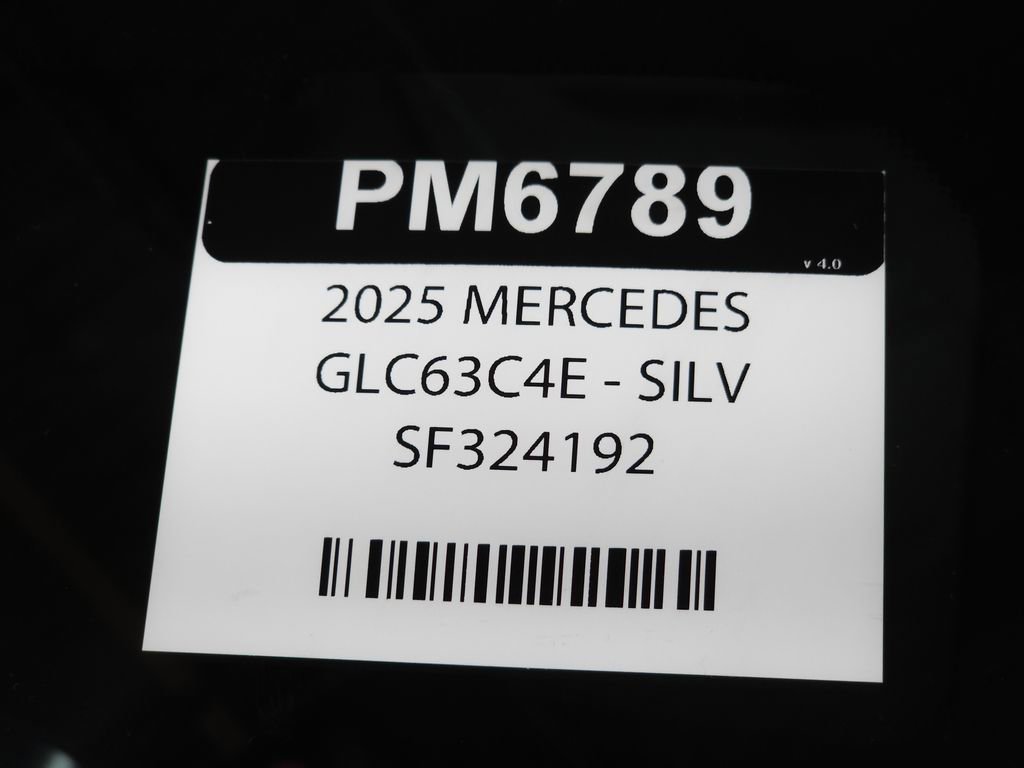 PM6789
v 4.0
2025 MERCEDES
GLC63C4E - SILV
SF324192